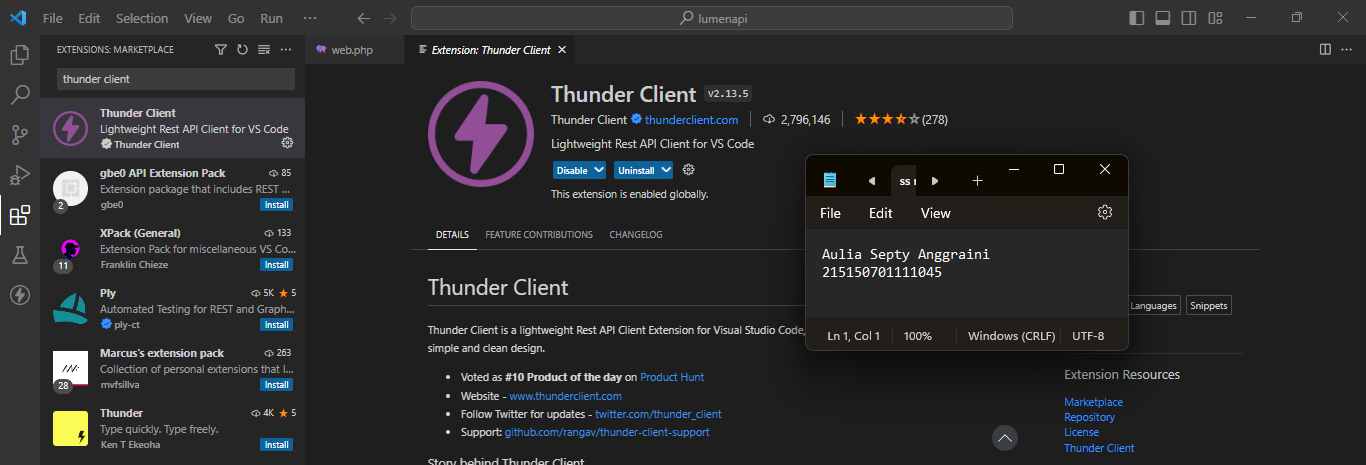 File Edit Selection View Go Run ···
lumenapi
EXTENSIONS: MARKETPLACE
thunder client
Thunder Client
Lightweight Rest API Client for VS Code
Thunder Client
gbe0 API Extension Pack 85
Extension package that includes REST ...
gbe0 Install
2
XPack (General) 133
Extension Pack for miscellaneous VS Co...
Franklin Chieze Install
11
Ply 5K ★ 5
Automated Testing for REST and Graph...
ply-ct Install
Marcus's extension pack 263
Collection of personal extensions that I...
mvfsillva Install
28
Thunder 4K ★ 5
Type quickly. Type freely.
Ken T Ekeoha Install
web.php
Extension: Thunder Client
Thunder Client v2.13.5
Thunder Client thunderclient.com 2,796,146 (278)
Lightweight Rest API Client for VS Code
Disable Uninstall
This extension is enabled globally.
DETAILS FEATURE CONTRIBUTIONS CHANGELOG
Thunder Client
Thunder Client is a lightweight Rest API Client Extension for Visual Studio Code,
simple and clean design.
• Voted as #10 Product of the day on Product Hunt
• Website - www.thunderclient.com
• Follow Twitter for updates - twitter.com/thunder_client
• Support: github.com/rangav/thunder-client-support
Story behind Thunder Client
ss
File Edit View
Aulia Septy Anggraini
215150701111045
Ln 1, Col 1 100% Windows (CRLF) UTF-8
Languages Snippets
Extension Resources
Marketplace
Repository
License
Thunder Client